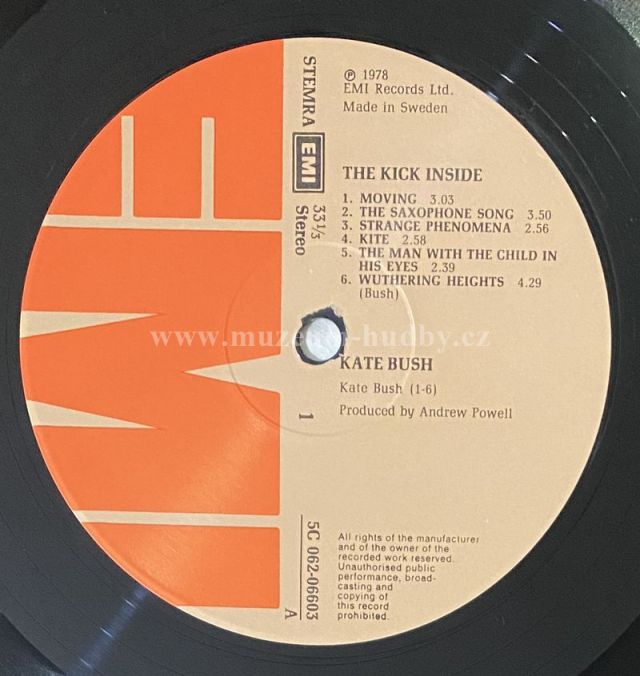 ℗ 1978
EMI Records Ltd.
Made in Sweden
STEMRA
EMI
33 1/3
Stereo
THE KICK INSIDE
1. MOVING 3.03
2. THE SAXOPHONE SONG 3.50
3. STRANGE PHENOMENA 2.56
4. KITE 2.58
5. THE MAN WITH THE CHILD IN
HIS EYES 2.39
6. WUTHERING HEIGHTS 4.29
(Bush)
www.muzeum-hudby.cz
KATE BUSH
Kate Bush (1-6)
Produced by Andrew Powell
1
5C 062-06603
A
All rights of the manufacturer
and of the owner of the
recorded work reserved.
Unauthorised public
performance, broad-
casting and
copying of
this record
prohibited.
EMI